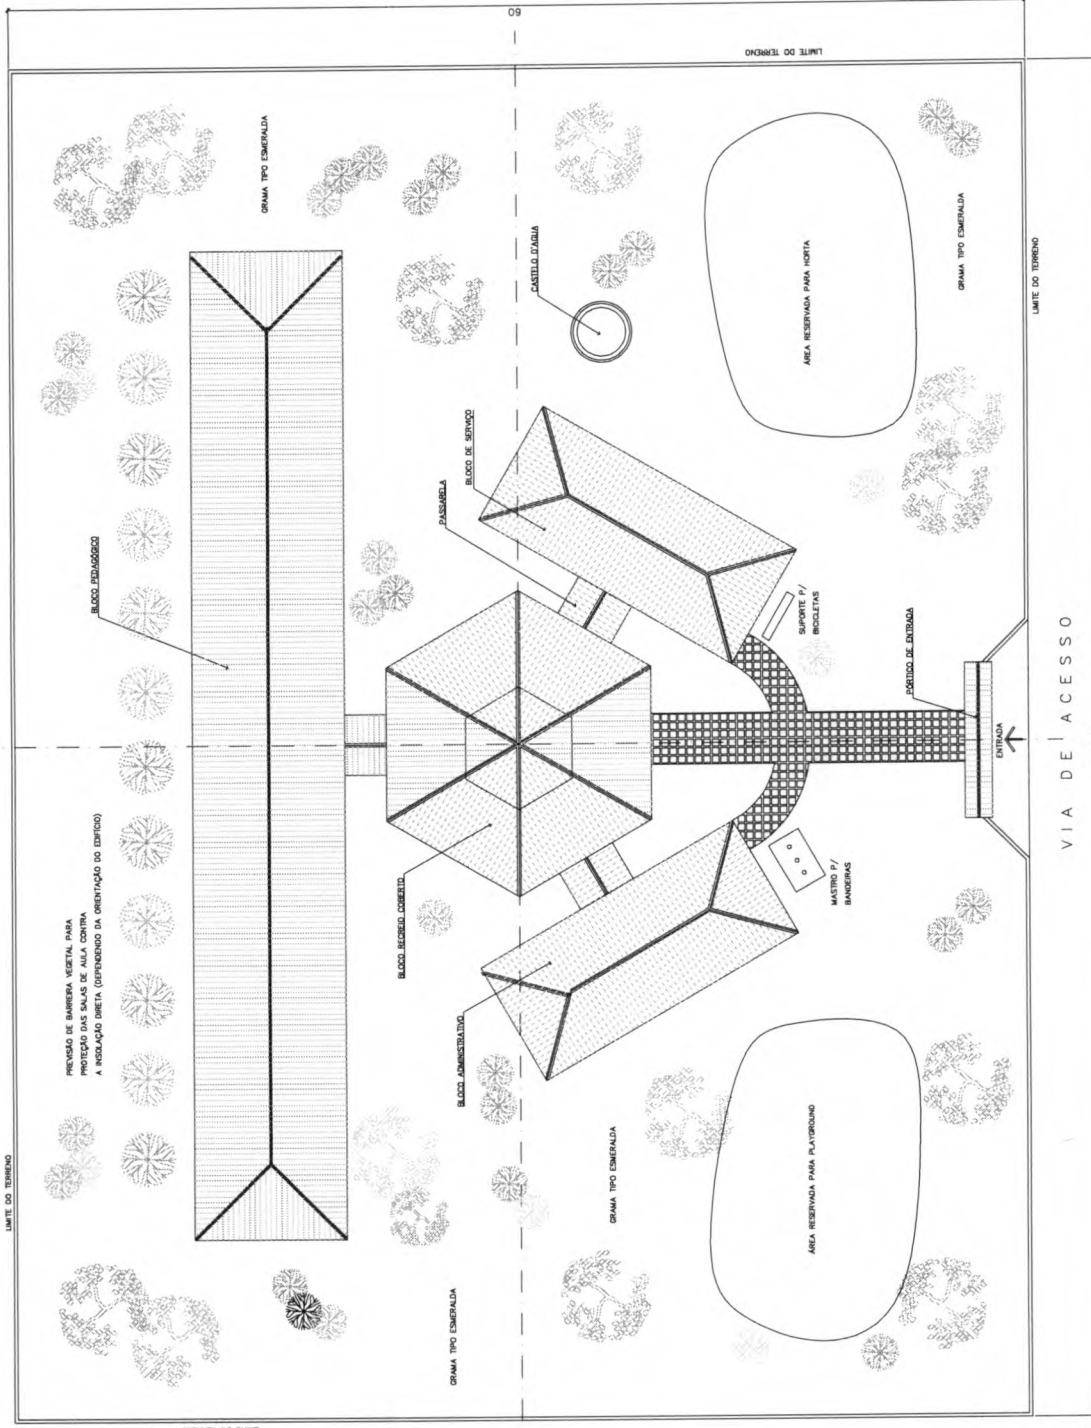 60
LIMITE DO TERRENO
GRAMA TIPO ESMERALDA
CASTELO D'AGUA
ÁREA RESERVADA PARA HORTA
GRAMA TIPO ESMERALDA
LIMITE DO TERRENO
BLOCO PEDAGÓGICO
PASSARELA
BLOCO DE SERVIÇO
SUPORTE P/
BICICLETAS
PÓRTICO DE ENTRADA
ENTRADA
VIA DE ACESSO
PREVISÃO DE BARREIRA VEGETAL PARA
PROTEÇÃO DAS SALAS DE AULA CONTRA
A INSOLAÇÃO DIRETA (DEPENDENDO DA ORIENTAÇÃO DO EDIFÍCIO)
BLOCO RECREIO COBERTO
MASTRO P/
BANDEIRAS
BLOCO ADMINISTRATIVO
LIMITE DO TERRENO
GRAMA TIPO ESMERALDA
ÁREA RESERVADA PARA PLAYGROUND
GRAMA TIPO ESMERALDA